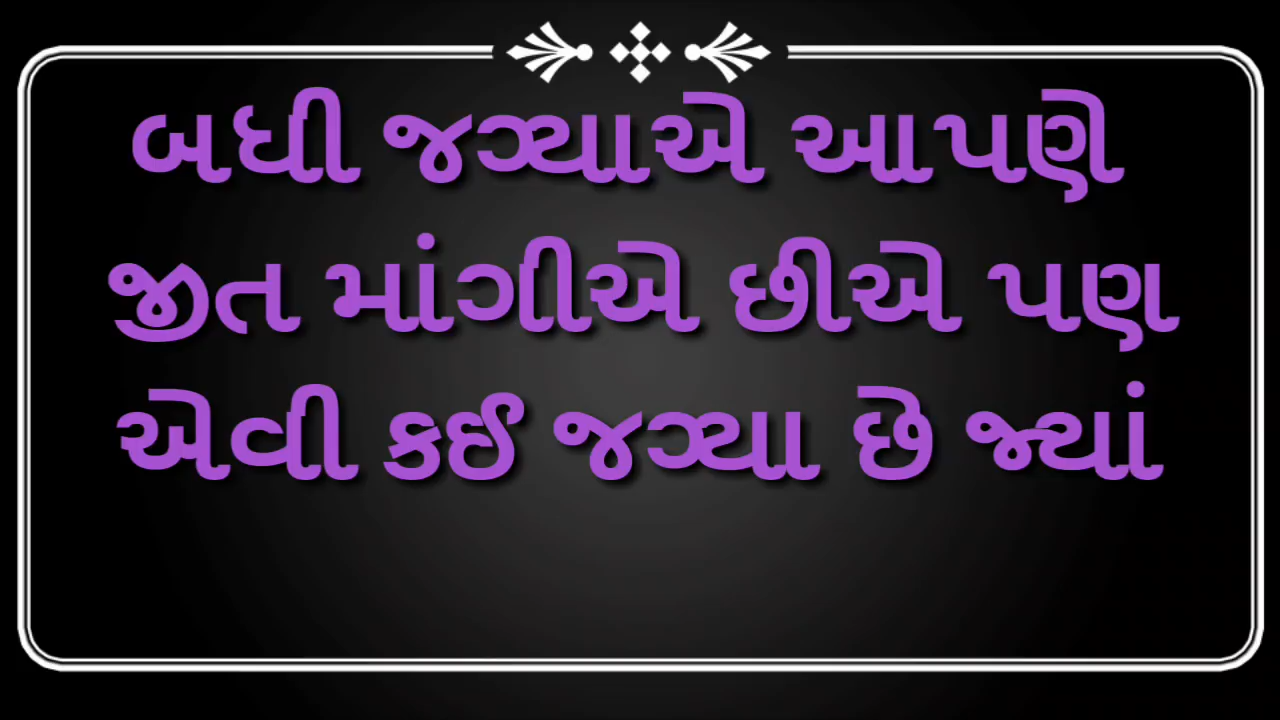 બધી જગ્યાએ આપણે
જીત માંગીએ છીએ પણ
એવી કઈ જગ્યા છે જ્યાં